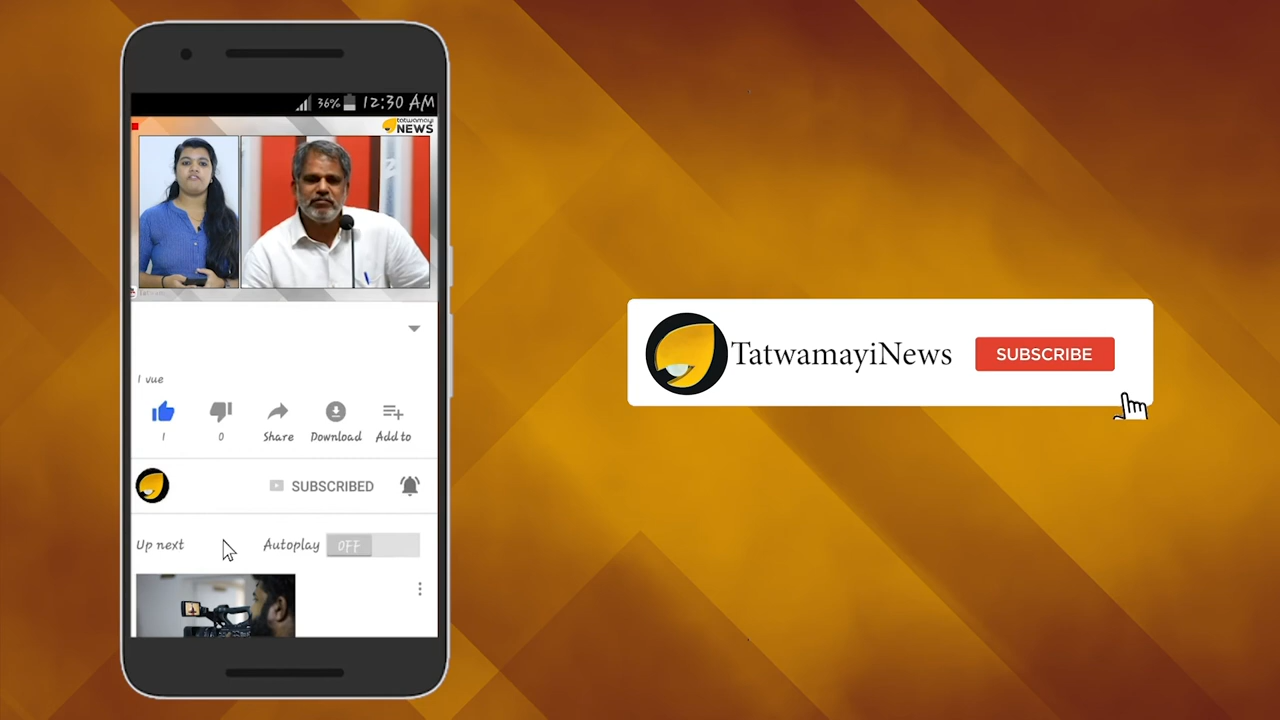 36% 12:30 AM
tatwamayi
NEWS
1 vue
1 0 Share Download Add to
SUBSCRIBED
Up next Autoplay OFF
TatwamayiNews SUBSCRIBE